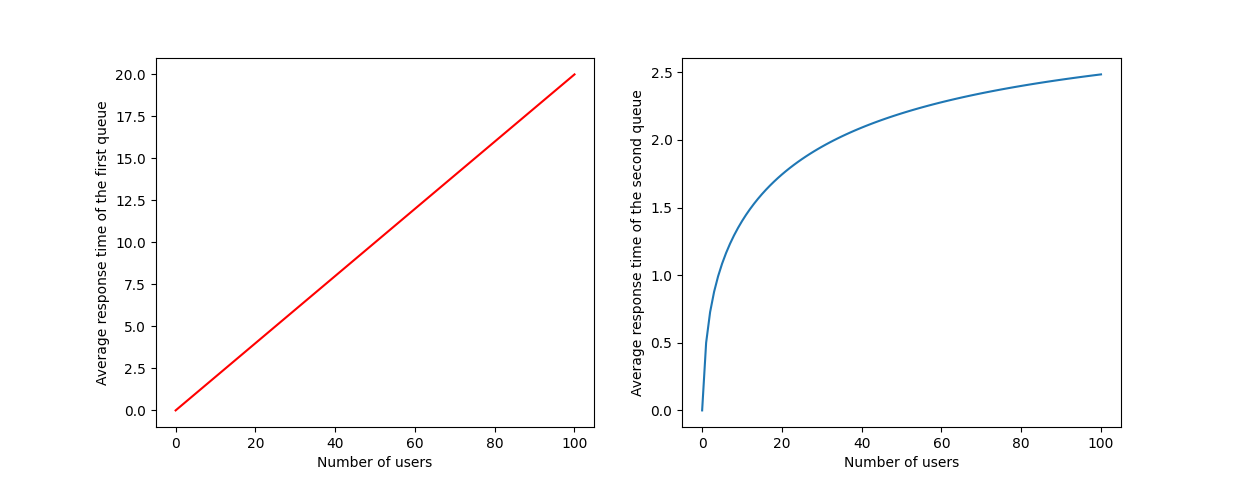 Average response time of the first queue
20.0
17.5
15.0
12.5
10.0
7.5
5.0
2.5
0.0
0 20 40 60 80 100
Number of users
Average response time of the second queue
2.5
2.0
1.5
1.0
0.5
0.0
0 20 40 60 80 100
Number of users